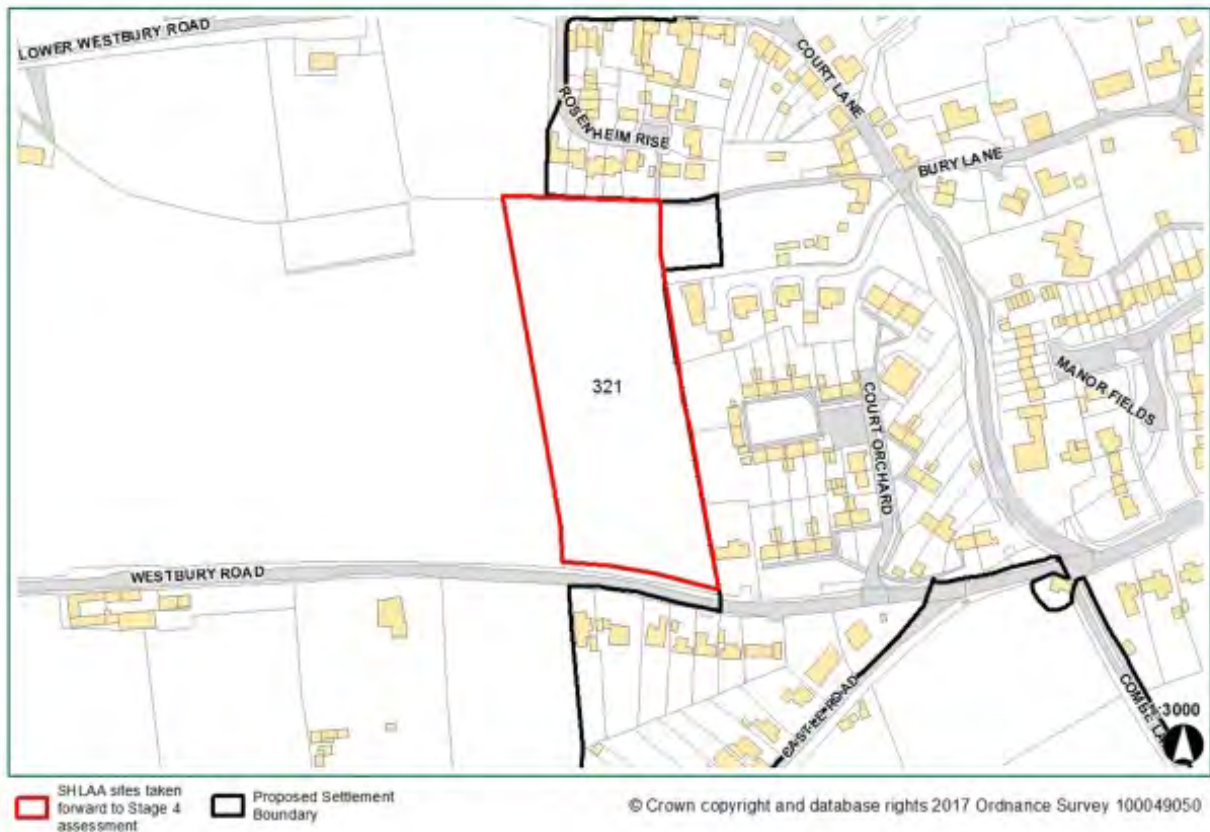 LOWER WESTBURY ROAD
COURT LANE
ROSENHEIM RISE
BURY LANE
321
MANOR FIELDS
COURT ORCHARD
WESTBURY ROAD
CASTLE ROAD
COMBE
3000
SHLAA sites taken
forward to Stage 4
assessment
Proposed Settlement
Boundary
© Crown copyright and database rights 2017 Ordnance Survey 100049050